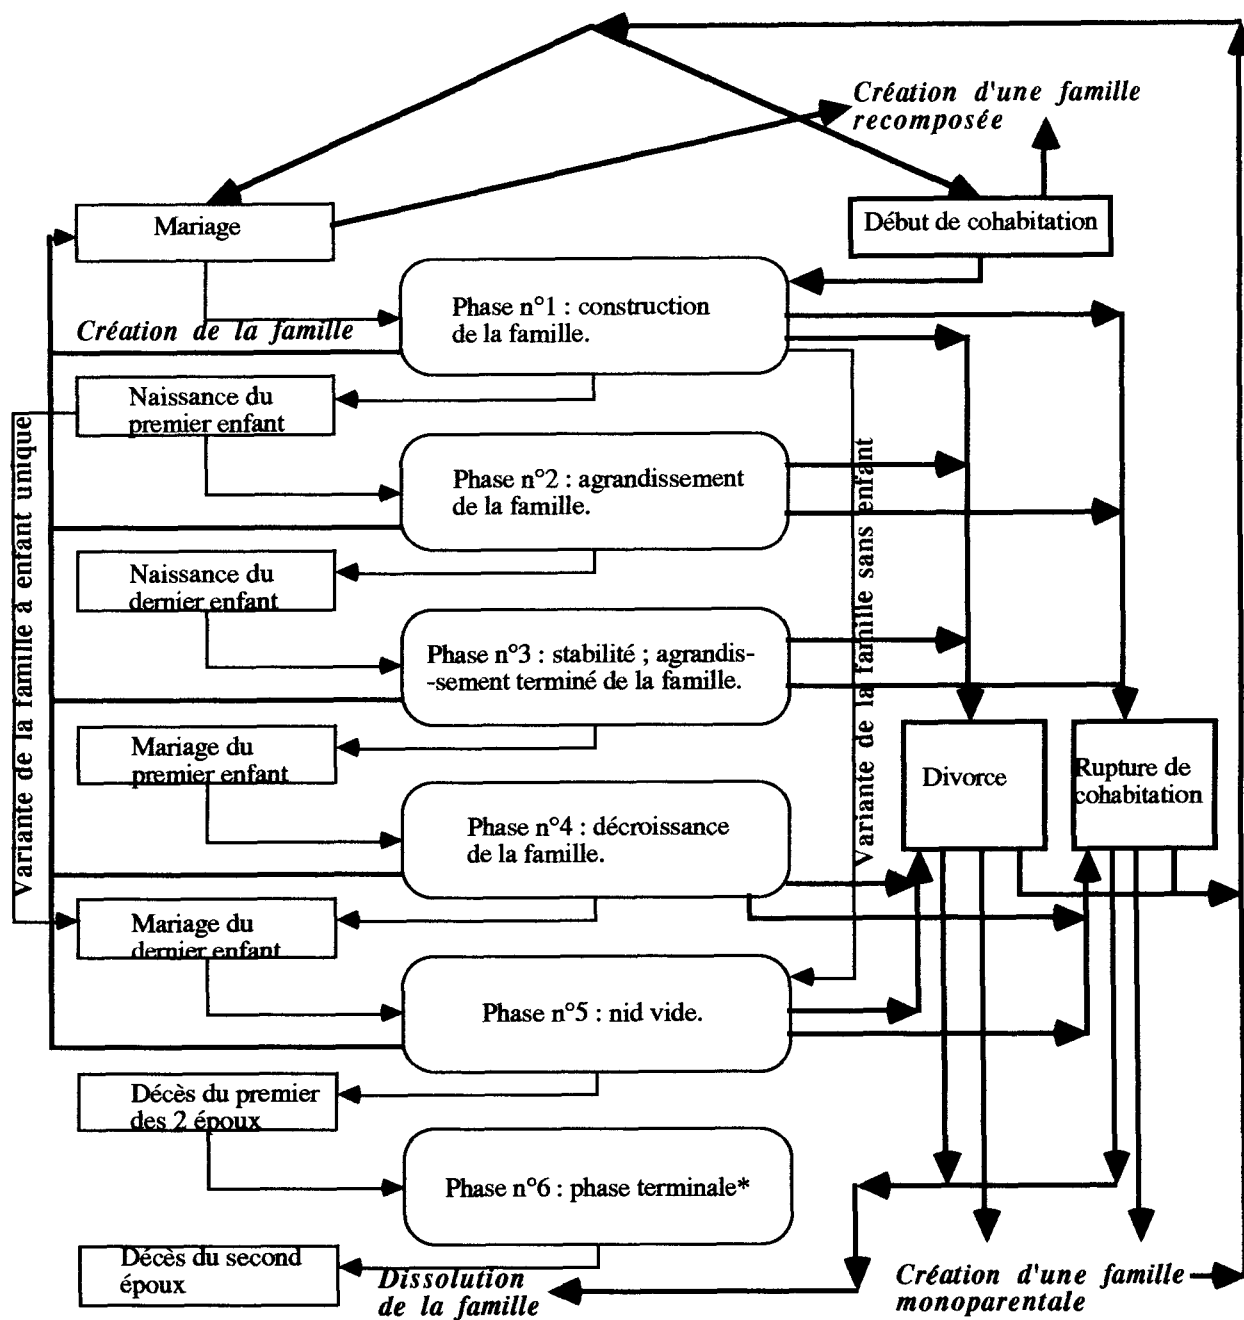 Création d'une famille
recomposée
Mariage
Début de cohabitation
Phase n°1 : construction
de la famille.
Création de la famille
Naissance du
premier enfant
Phase n°2 : agrandissement
de la famille.
Variante de la famille à enfant unique
Variante de la famille sans enfant
Naissance du
dernier enfant
Phase n°3 : stabilité ; agrandis-
-sement terminé de la famille.
Mariage du
premier enfant
Divorce
Rupture de
cohabitation
Phase n°4 : décroissance
de la famille.
Mariage du
dernier enfant
Phase n°5 : nid vide.
Décès du premier
des 2 époux
Phase n°6 : phase terminale*
Décès du second
époux
Dissolution
de la famille
Création d'une famille
monoparentale